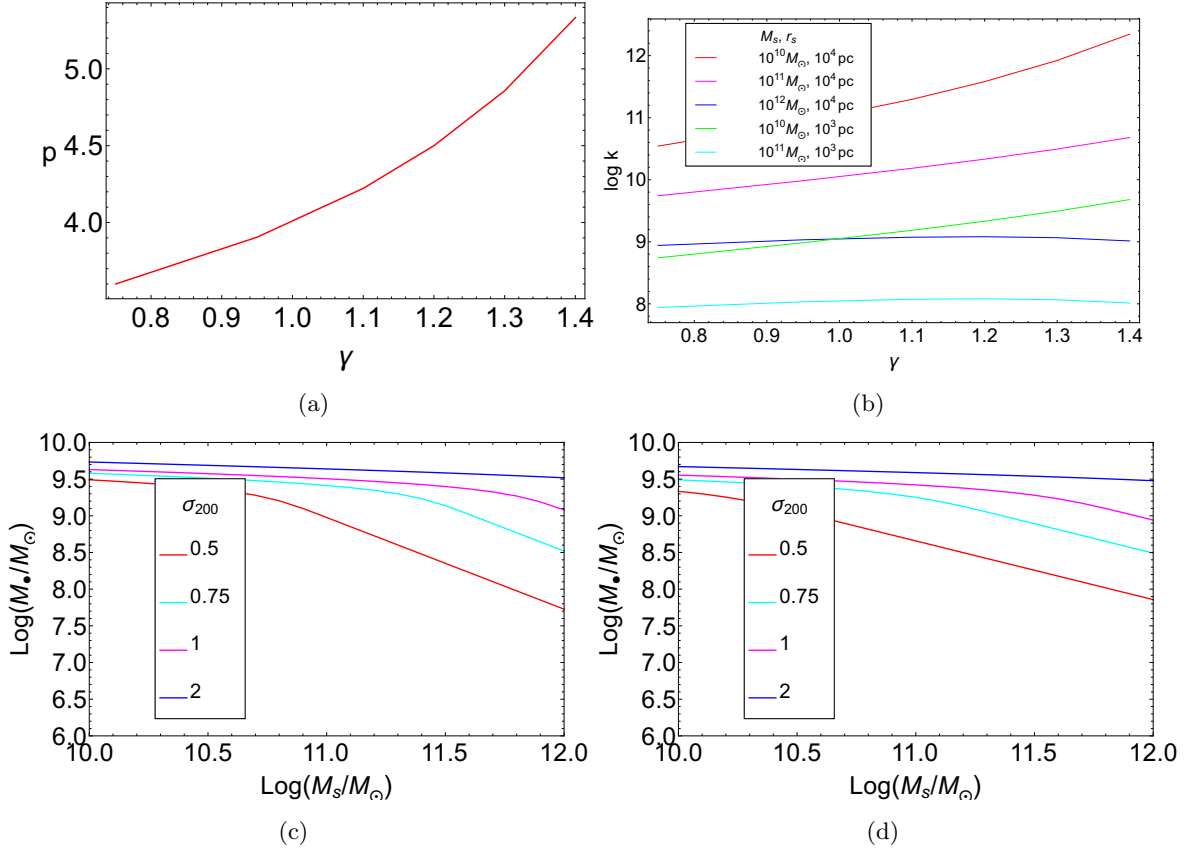 5.0
4.5
4.0
p
0.8 0.9 1.0 1.1 1.2 1.3 1.4
γ
(a)
12
11
10
9
8
log k
M_s, r_s
10^{10}M_⊙, 10^4 pc
10^{11}M_⊙, 10^4 pc
10^{12}M_⊙, 10^4 pc
10^{10}M_⊙, 10^3 pc
10^{11}M_⊙, 10^3 pc
0.8 0.9 1.0 1.1 1.2 1.3 1.4
γ
(b)
10.0
9.5
9.0
8.5
8.0
7.5
7.0
6.5
6.0
Log(M_•/M_⊙)
σ_{200}
0.5
0.75
1
2
10.0 10.5 11.0 11.5 12.0
Log(M_s/M_⊙)
(c)
10.0
9.5
9.0
8.5
8.0
7.5
7.0
6.5
6.0
Log(M_•/M_⊙)
σ_{200}
0.5
0.75
1
2
10.0 10.5 11.0 11.5 12.0
Log(M_s/M_⊙)
(d)